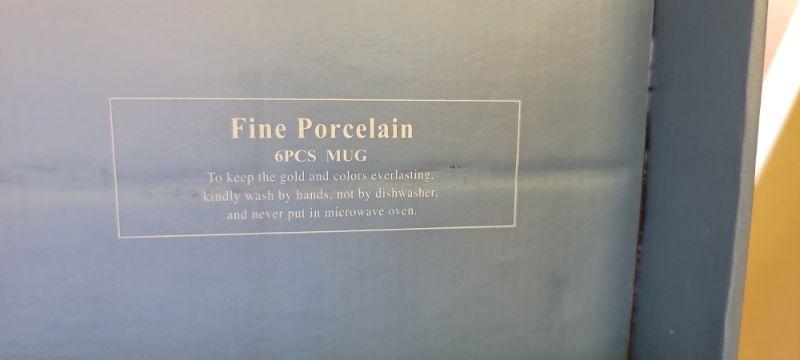 Fine Porcelain
6PCS MUG
To keep the gold and colors everlasting,
kindly wash by hands, not by dishwasher,
and never put in microwave oven.